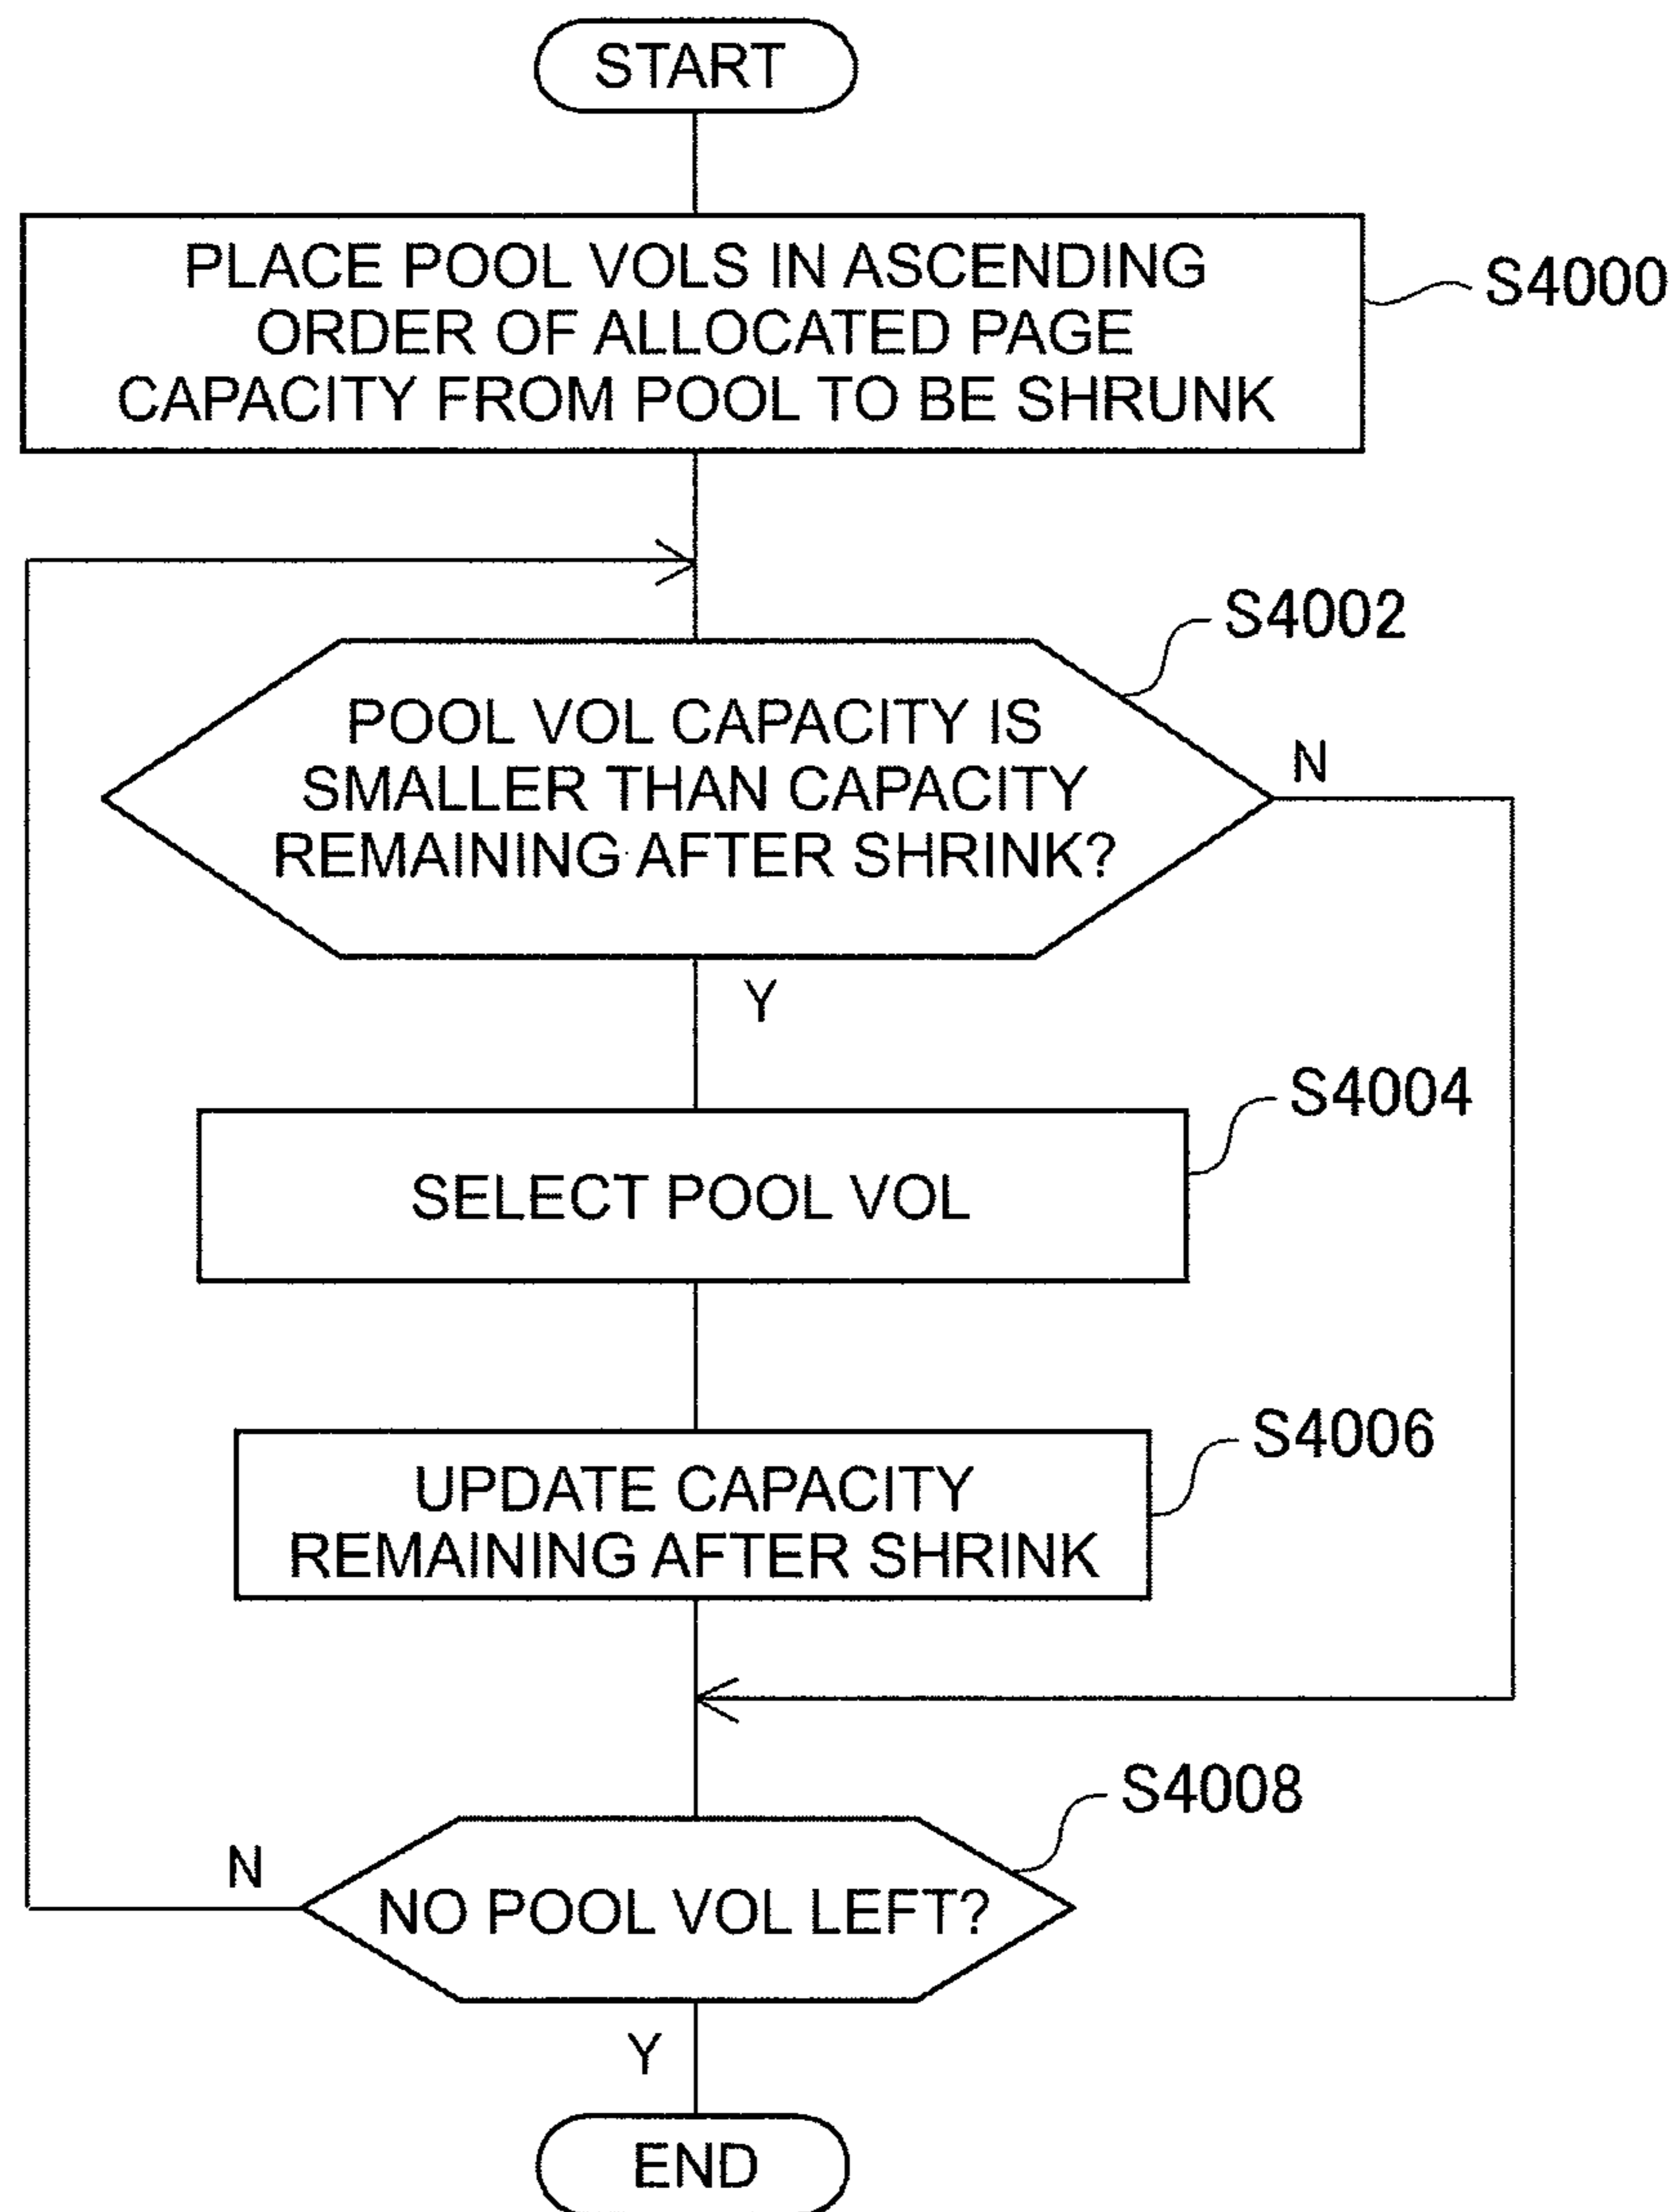 START
PLACE POOL VOLS IN ASCENDING
ORDER OF ALLOCATED PAGE
CAPACITY FROM POOL TO BE SHRUNK
S4000
S4002
POOL VOL CAPACITY IS
SMALLER THAN CAPACITY
REMAINING AFTER SHRINK?
N
Y
S4004
SELECT POOL VOL
S4006
UPDATE CAPACITY
REMAINING AFTER SHRINK
S4008
N
NO POOL VOL LEFT?
Y
END